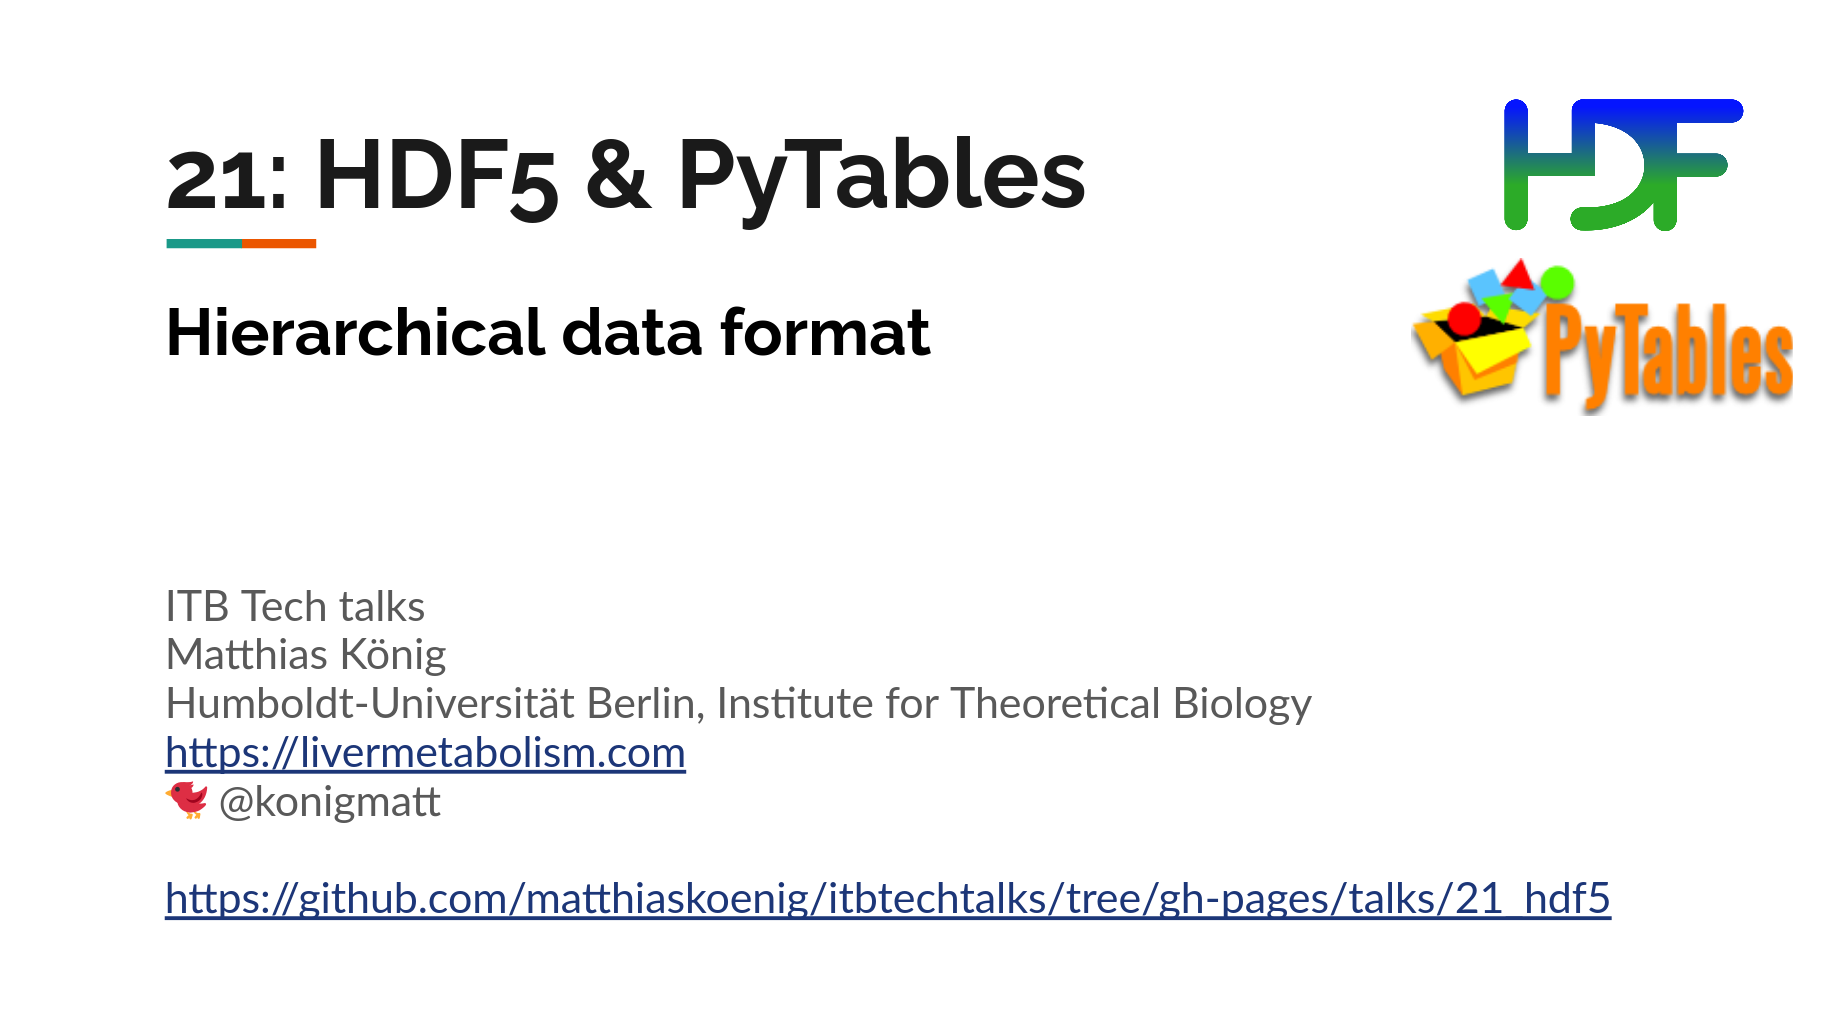 21: HDF5 & PyTables
HDF
PyTables
Hierarchical data format
ITB Tech talks
Matthias König
Humboldt-Universität Berlin, Institute for Theoretical Biology
https://livermetabolism.com
@konigmatt
https://github.com/matthiaskoenig/itbtechtalks/tree/gh-pages/talks/21_hdf5